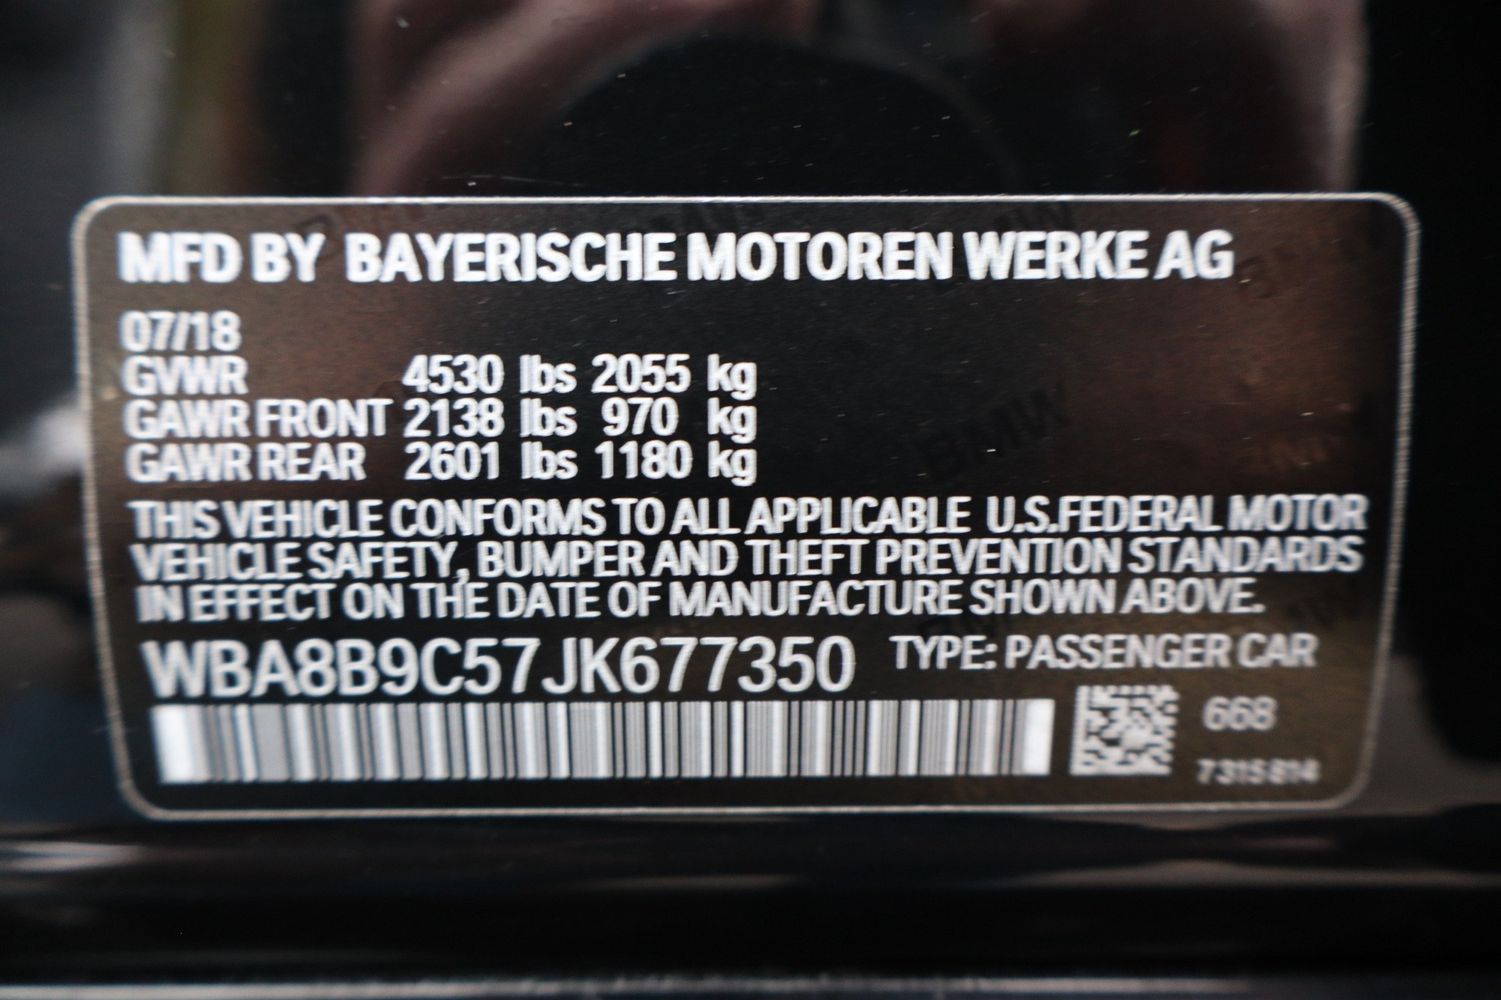 MFD BY BAYERISCHE MOTOREN WERKE AG
07/18
GVWR 4530 lbs 2055 kg
GAWR FRONT 2138 lbs 970 kg
GAWR REAR 2601 lbs 1180 kg
THIS VEHICLE CONFORMS TO ALL APPLICABLE U.S.FEDERAL MOTOR
VEHICLE SAFETY, BUMPER AND THEFT PREVENTION STANDARDS
IN EFFECT ON THE DATE OF MANUFACTURE SHOWN ABOVE.
WBA8B9C57JK677350 TYPE: PASSENGER CAR
668
7315814